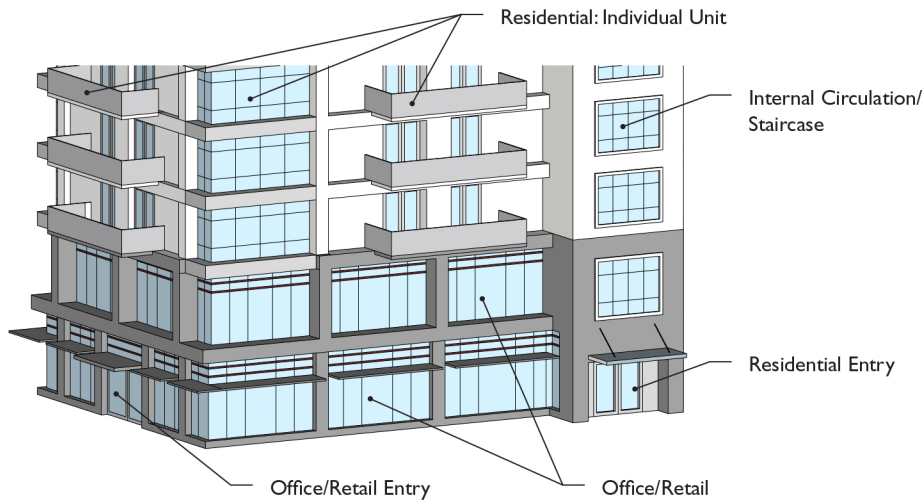 Residential: Individual Unit
Internal Circulation/
Staircase
Residential Entry
Office/Retail Entry
Office/Retail